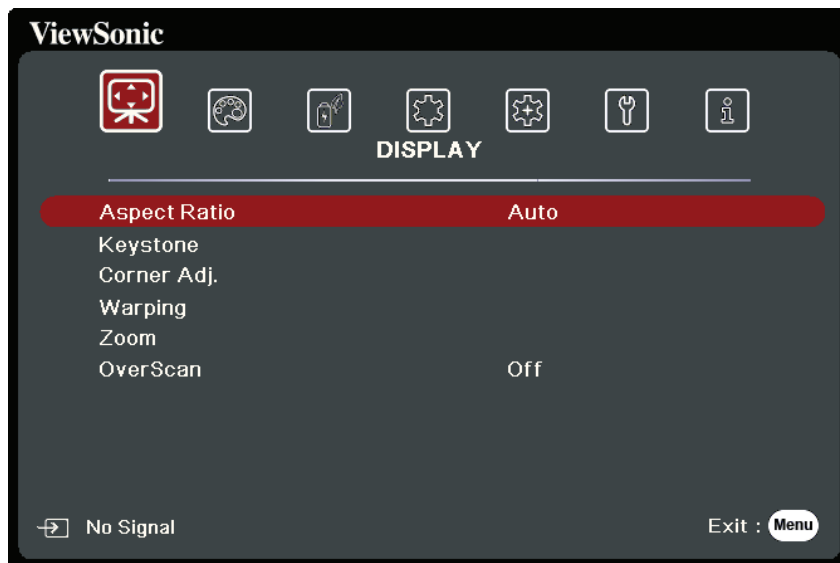 ViewSonic
DISPLAY
Aspect Ratio Auto
Keystone
Corner Adj.
Warping
Zoom
OverScan Off
No Signal Exit : Menu